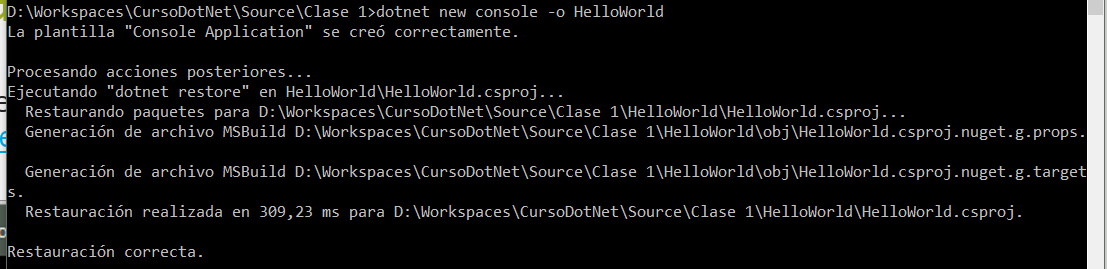 D:\Workspaces\CursoDotNet\Source\Clase 1>dotnet new console -o HelloWorld
La plantilla "Console Application" se creó correctamente.
Procesando acciones posteriores...
Ejecutando "dotnet restore" en HelloWorld\HelloWorld.csproj...
Restaurando paquetes para D:\Workspaces\CursoDotNet\Source\Clase 1\HelloWorld\HelloWorld.csproj...
Generación de archivo MSBuild D:\Workspaces\CursoDotNet\Source\Clase 1\HelloWorld\obj\HelloWorld.csproj.nuget.g.props.
Generación de archivo MSBuild D:\Workspaces\CursoDotNet\Source\Clase 1\HelloWorld\obj\HelloWorld.csproj.nuget.g.target
s.
Restauración realizada en 309,23 ms para D:\Workspaces\CursoDotNet\Source\Clase 1\HelloWorld\HelloWorld.csproj.
Restauración correcta.